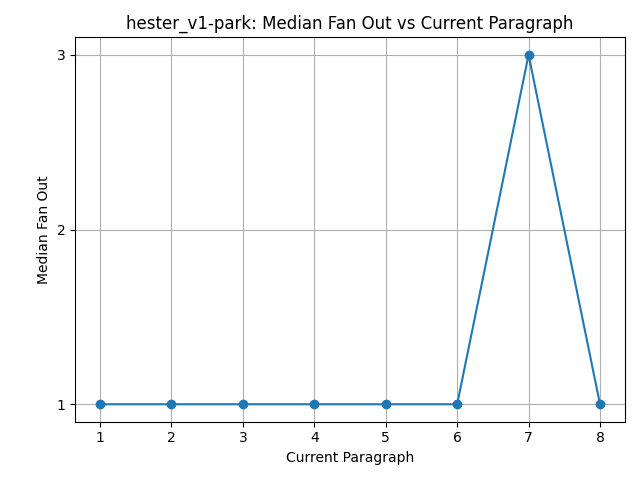 hester_v1-park: Median Fan Out vs Current Paragraph
Median Fan Out
3
2
1
1 2 3 4 5 6 7 8
Current Paragraph